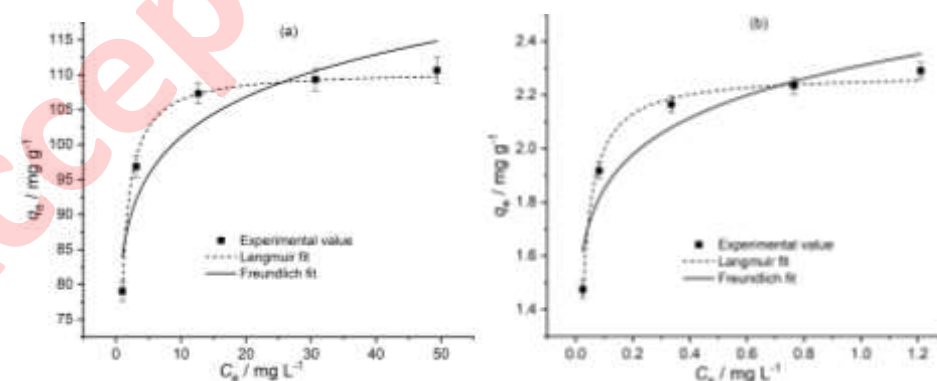 (a)
115
110
105
100
95
90
85
80
75
qe / mg g-1
Experimental value
Langmuir fit
Freundlich fit
0
10
20
30
40
50
Ce / mg L-1
(b)
2.4
2.2
2.0
1.8
1.6
1.4
qe / mg g-1
Experimental value
Langmuir fit
Freundlich fit
0.0
0.2
0.4
0.6
0.8
1.0
1.2
Ce / mg L-1
ccep